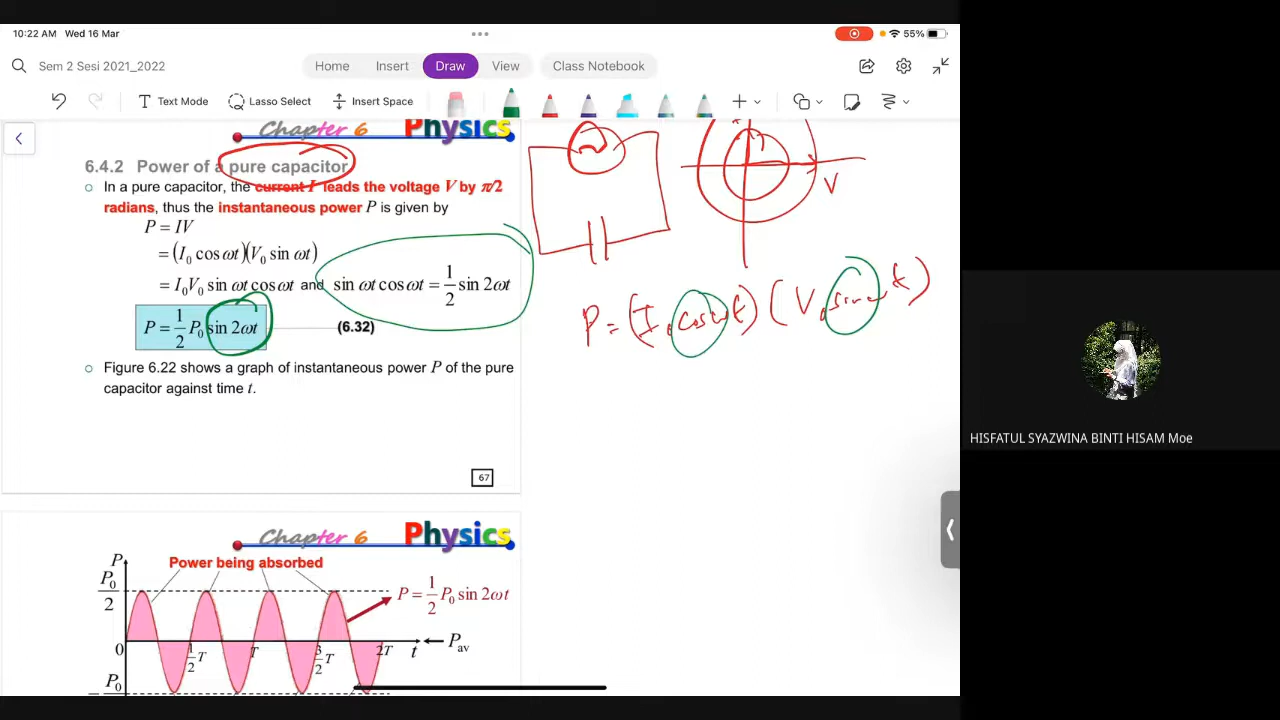 10:22 AM Wed 16 Mar
55%
Sem 2 Sesi 2021_2022
Home Insert Draw View Class Notebook
Text Mode Lasso Select Insert Space
Chapter 6 Physics
6.4.2 Power of a pure capacitor
In a pure capacitor, the current I leads the voltage V by π/2
radians, thus the instantaneous power P is given by
P = IV
= (I₀ cos ωt)(V₀ sin ωt)
= I₀V₀ sin ωt cos ωt and sin ωt cos ωt = 1/2 sin 2ωt
P = 1/2 P₀ sin 2ωt (6.32)
Figure 6.22 shows a graph of instantaneous power P of the pure
capacitor against time t.
67
V
P = (I₀ cos ωt) (V₀ sin ωt)
Chapter 6 Physics
P
Power being absorbed
P₀/2
P = 1/2 P₀ sin 2ωt
0 1/2 T T 3/2 T 2T t Pav
P₀
HISFATUL SYAZWINA BINTI HISAM Moe